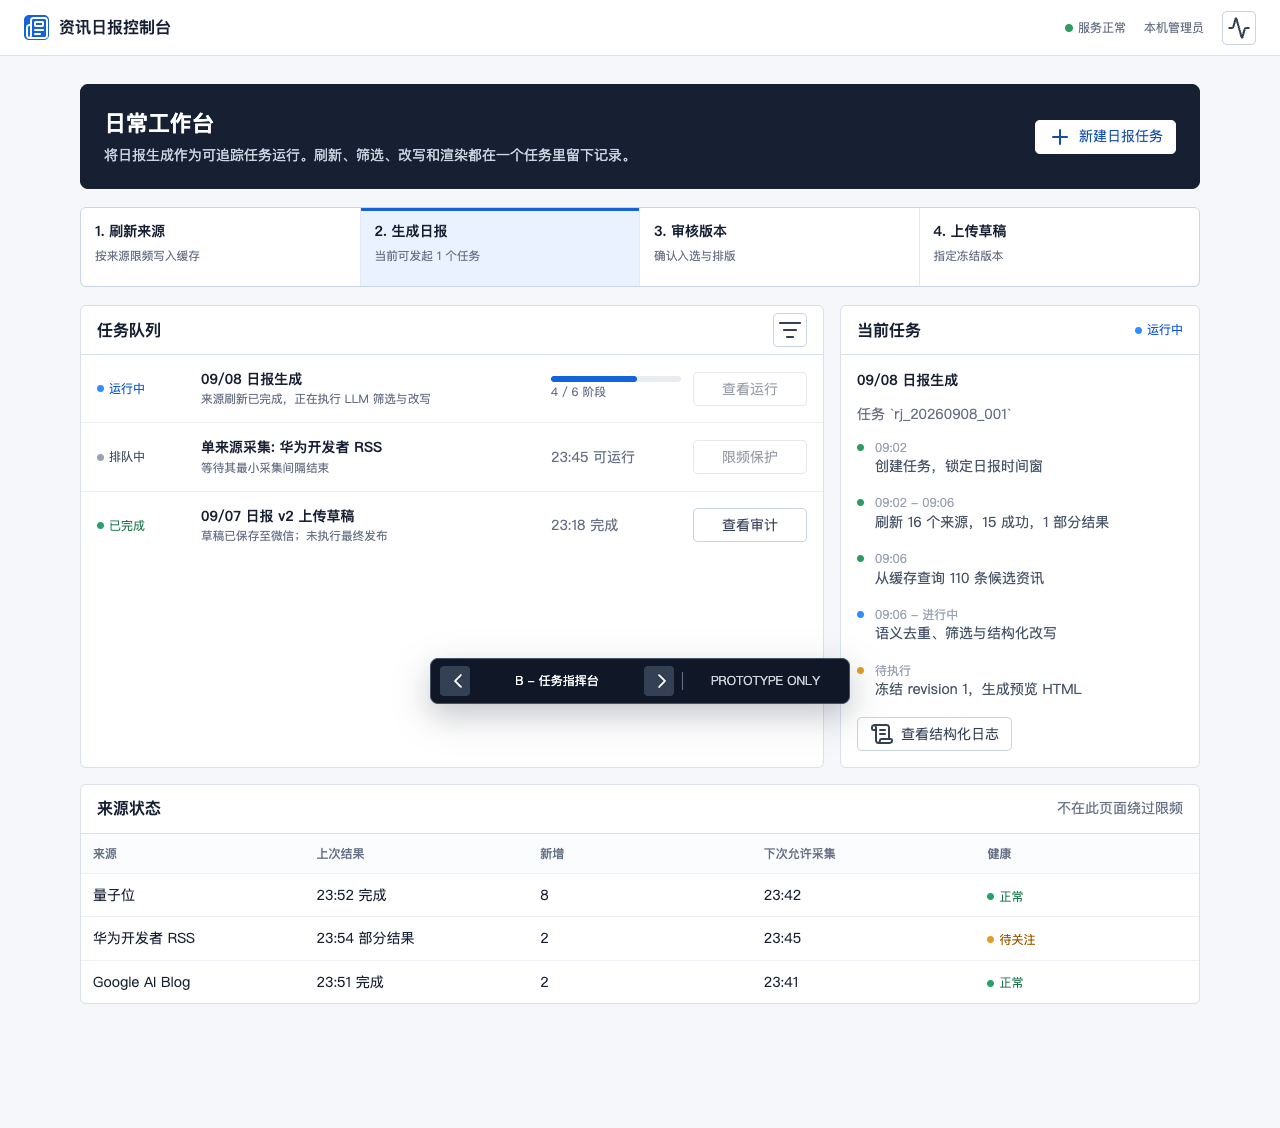 资讯日报控制台
服务正常
本机管理员
日常工作台
将日报生成作为可追踪任务运行。刷新、筛选、改写和渲染都在一个任务里留下记录。
新建日报任务
1. 刷新来源
按来源限频写入缓存
2. 生成日报
当前可发起 1 个任务
3. 审核版本
确认入选与排版
4. 上传草稿
指定冻结版本
任务队列
运行中
09/08 日报生成
来源刷新已完成，正在执行 LLM 筛选与改写
4 / 6 阶段
查看运行
排队中
单来源采集: 华为开发者 RSS
等待其最小采集间隔结束
23:45 可运行
限频保护
已完成
09/07 日报 v2 上传草稿
草稿已保存至微信；未执行最终发布
23:18 完成
查看审计
当前任务
运行中
09/08 日报生成
任务 `rj_20260908_001`
09:02
创建任务，锁定日报时间窗
09:02 – 09:06
刷新 16 个来源，15 成功，1 部分结果
09:06
从缓存查询 110 条候选资讯
09:06 – 进行中
语义去重、筛选与结构化改写
待执行
冻结 revision 1，生成预览 HTML
查看结构化日志
B – 任务指挥台
PROTOTYPE ONLY
来源状态
不在此页面绕过限频
来源 上次结果 新增 下次允许采集 健康
量子位 23:52 完成 8 23:42 正常
华为开发者 RSS 23:54 部分结果 2 23:45 待关注
Google AI Blog 23:51 完成 2 23:41 正常